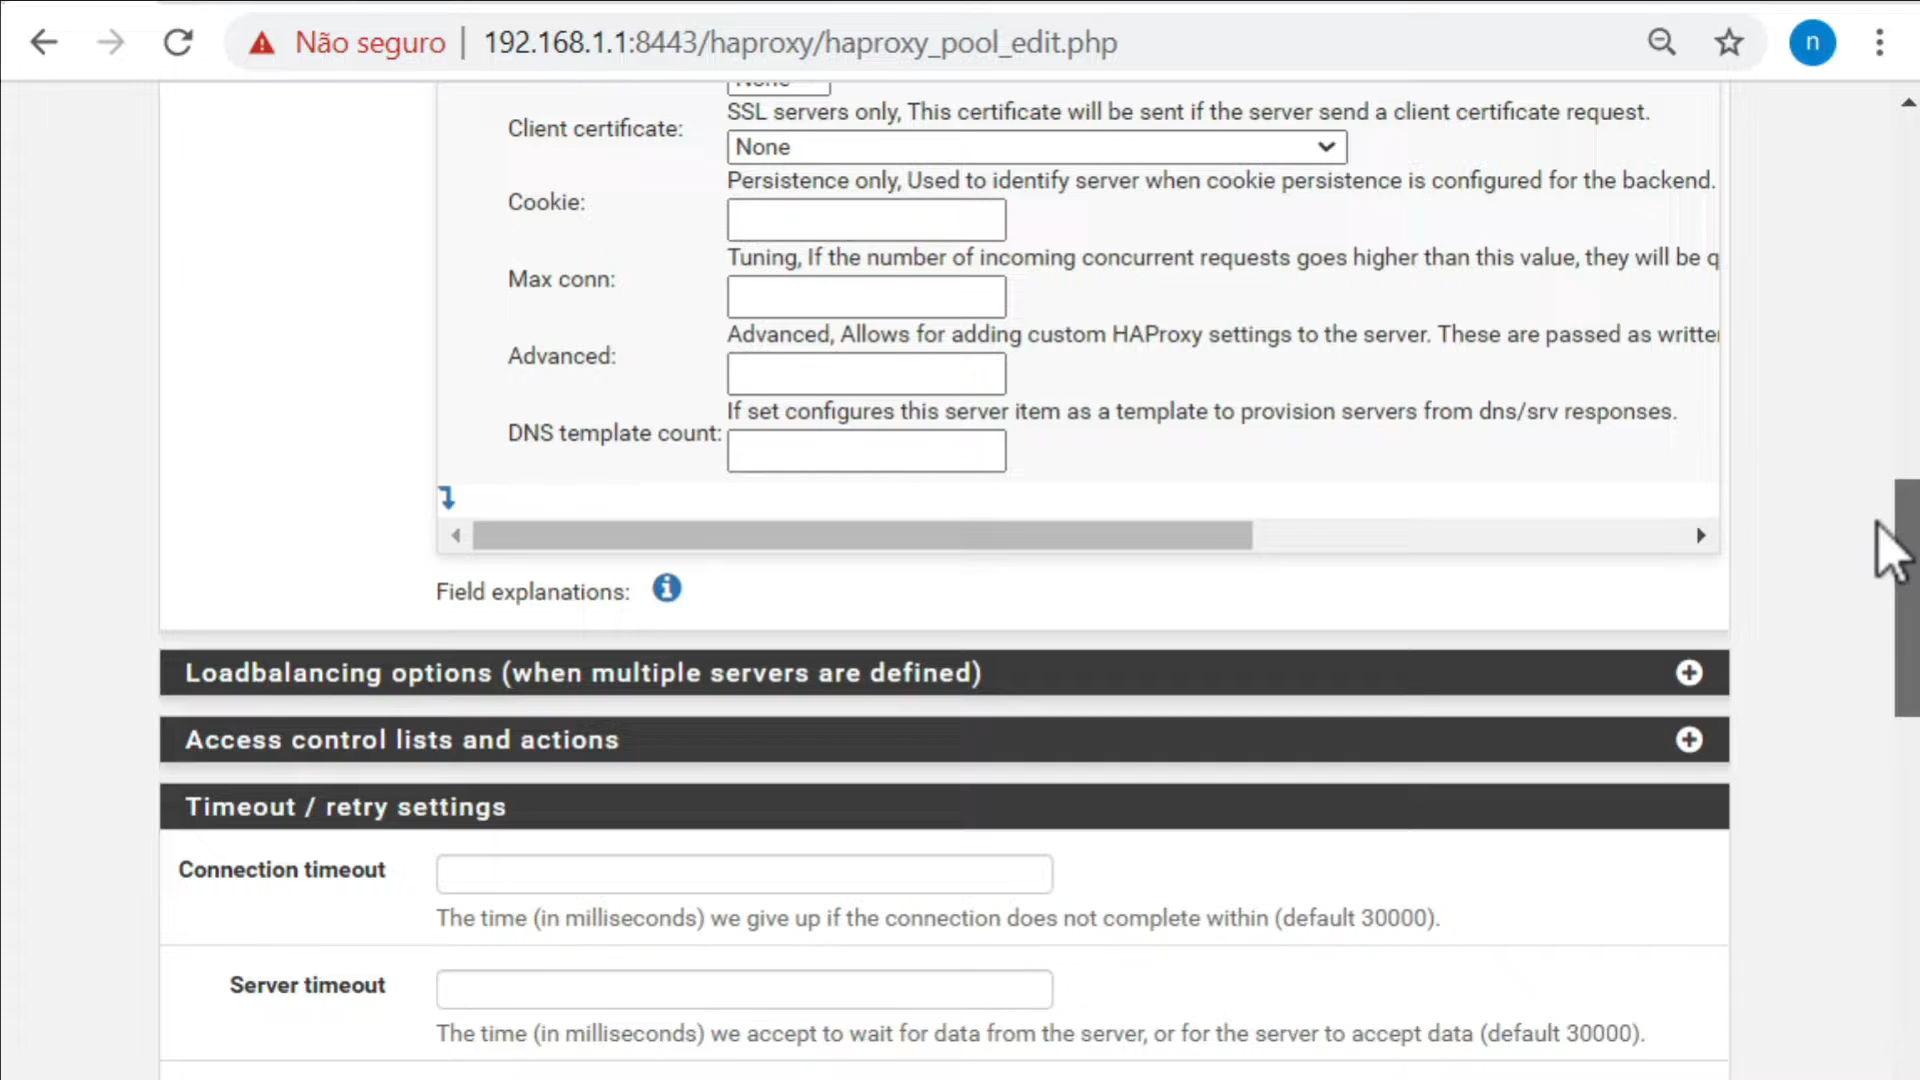 Não seguro 192.168.1.1:8443/haproxy/haproxy_pool_edit.php
n
None
SSL servers only, This certificate will be sent if the server send a client certificate request.
Client certificate:
None
Persistence only, Used to identify server when cookie persistence is configured for the backend.
Cookie:
Tuning, If the number of incoming concurrent requests goes higher than this value, they will be q
Max conn:
Advanced, Allows for adding custom HAProxy settings to the server. These are passed as writte
Advanced:
If set configures this server item as a template to provision servers from dns/srv responses.
DNS template count:
Field explanations:
Loadbalancing options (when multiple servers are defined)
Access control lists and actions
Timeout / retry settings
Connection timeout
The time (in milliseconds) we give up if the connection does not complete within (default 30000).
Server timeout
The time (in milliseconds) we accept to wait for data from the server, or for the server to accept data (default 30000).